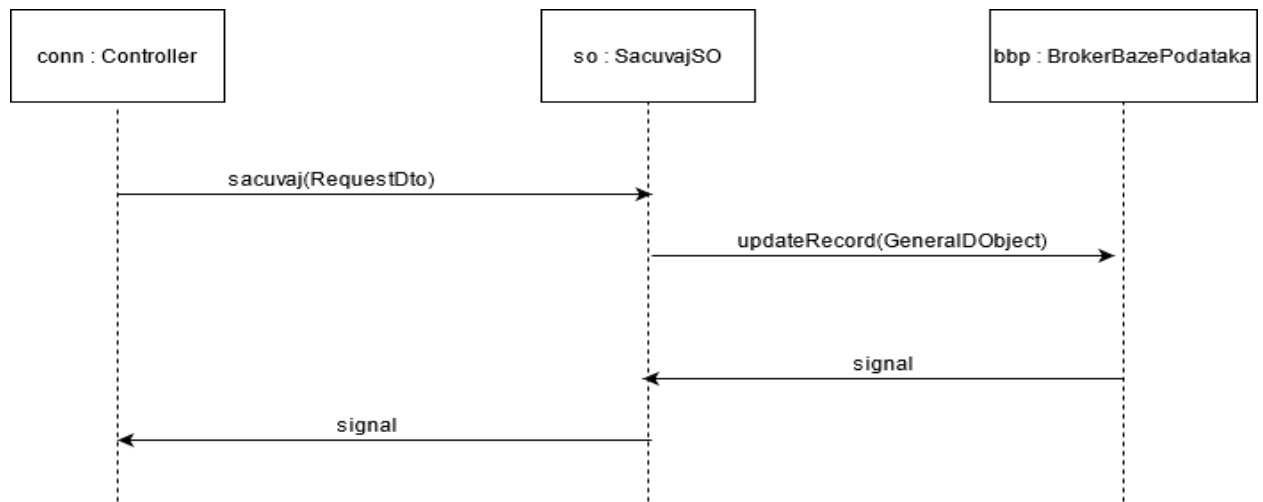 conn : Controller
so : SacuvajSO
bbp : BrokerBazePodataka
sacuvaj(RequestDto)
updateRecord(GeneralDObject)
signal
signal